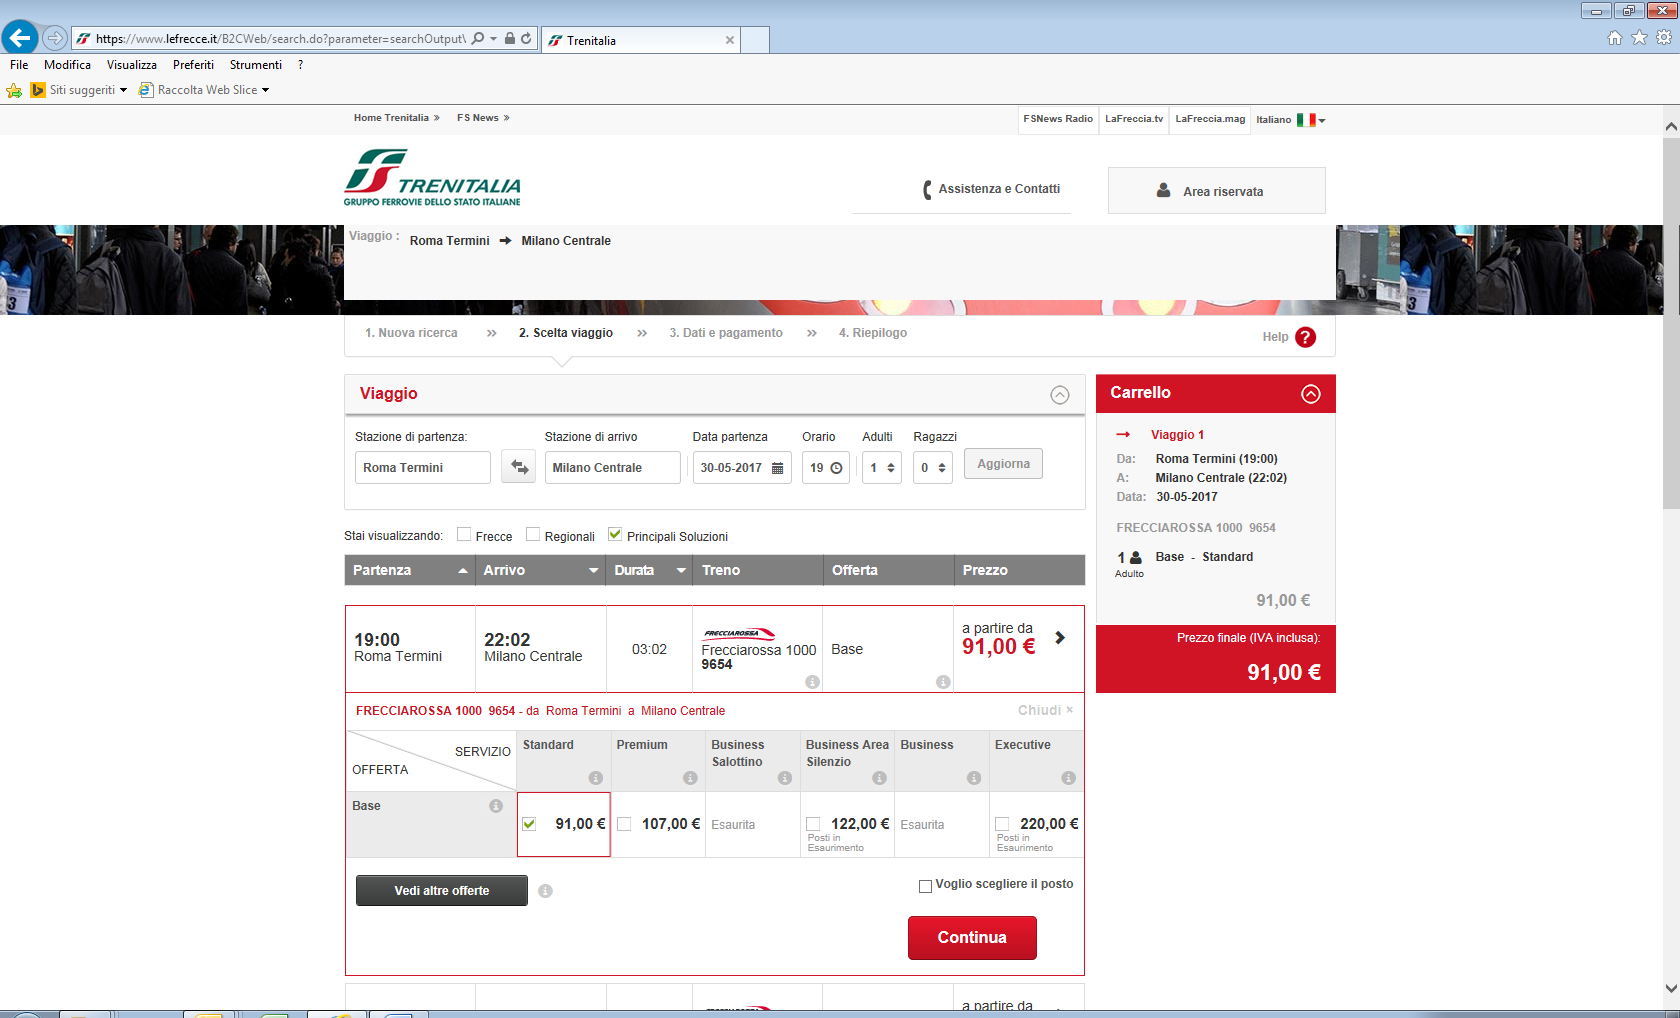 https://www.lefrecce.it/B2CWeb/search.do?parameter=searchOutput
Trenitalia
File Modifica Visualizza Preferiti Strumenti ?
Siti suggeriti Raccolta Web Slice
Home Trenitalia » FS News »
FSNews Radio LaFreccia.tv LaFreccia.mag Italiano
TRENITALIA
GRUPPO FERROVIE DELLO STATO ITALIANE
Assistenza e Contatti
Area riservata
Viaggio : Roma Termini → Milano Centrale
1. Nuova ricerca » 2. Scelta viaggio » 3. Dati e pagamento » 4. Riepilogo
Help ?
Viaggio
Stazione di partenza: Stazione di arrivo Data partenza Orario Adulti Ragazzi
Roma Termini Milano Centrale 30-05-2017 19 1 0 Aggiorna
Stai visualizzando: Frecce Regionali Principali Soluzioni
Partenza Arrivo Durata Treno Offerta Prezzo
19:00
Roma Termini
22:02
Milano Centrale
03:02
FRECCIAROSSA
Frecciarossa 1000
9654
Base
a partire da
91,00 €
FRECCIAROSSA 1000 9654 - da Roma Termini a Milano Centrale
Chiudi ×
SERVIZIO
OFFERTA
Standard
Premium
Business
Salottino
Business Area
Silenzio
Business
Executive
Base
91,00 €
107,00 €
Esaurita
122,00 €
Posti in
Esaurimento
Esaurita
220,00 €
Posti in
Esaurimento
Vedi altre offerte
Voglio scegliere il posto
Continua
a partire da
Carrello
→ Viaggio 1
Da: Roma Termini (19:00)
A: Milano Centrale (22:02)
Data: 30-05-2017
FRECCIAROSSA 1000 9654
1 Base - Standard
Adulto
91,00 €
Prezzo finale (IVA inclusa):
91,00 €